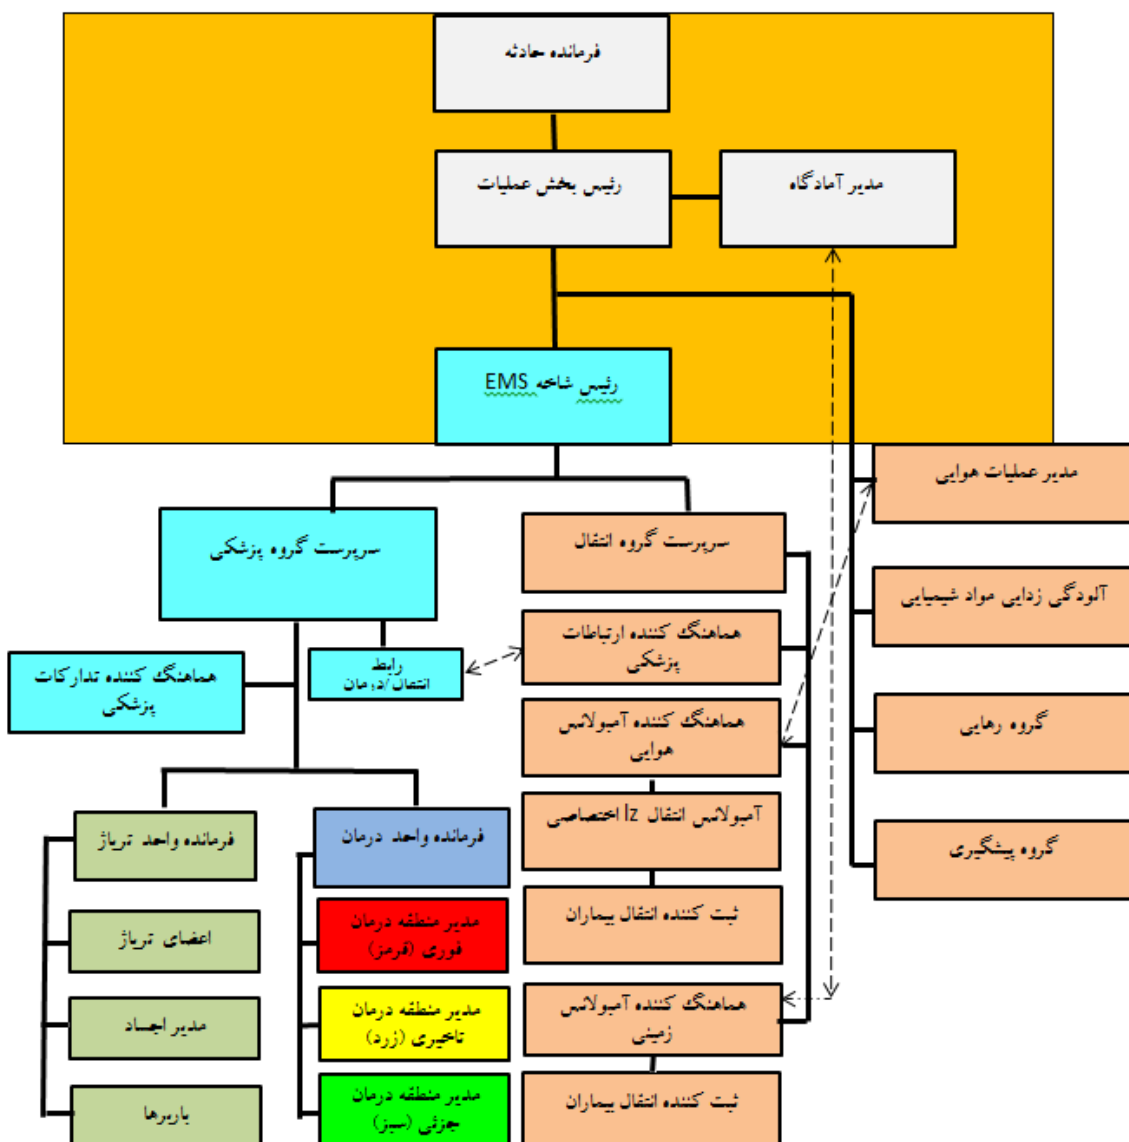 فرمانده حادثه
رئیس بخش عملیات
مدیر آمادگاه
رئیس شاخه EMS
مدیر عملیات هوایی
سرپرست گروه پزشکی
سرپرست گروه انتقال
آلودگی زدایی مواد شیمیایی
هماهنگ کننده تدارکات
پزشکی
رابط
انتقال/درمان
هماهنگ کننده ارتباطات
پزشکی
هماهنگ کننده آمبولانس
هوایی
گروه رهایی
فرمانده واحد تریاژ
فرمانده واحد درمان
آمبولانس انتقال lz اختصاصی
گروه پیشگیری
اعضای تریاژ
مدیر منطقه درمان
فوری (قرمز)
ثبت کننده انتقال بیماران
مدیر اجساد
مدیر منطقه درمان
تاخیری (زرد)
هماهنگ کننده آمبولانس
زمینی
باربرها
مدیر منطقه درمان
جزئی (سبز)
ثبت کننده انتقال بیماران